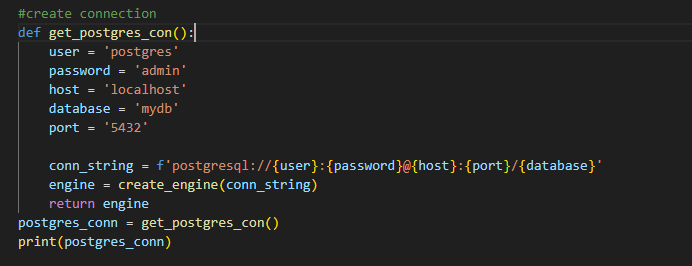 #create connection
def get_postgres_con():
    user = 'postgres'
    password = 'admin'
    host = 'localhost'
    database = 'mydb'
    port = '5432'

    conn_string = f'postgresql://{user}:{password}@{host}:{port}/{database}'
    engine = create_engine(conn_string)
    return engine
postgres_conn = get_postgres_con()
print(postgres_conn)